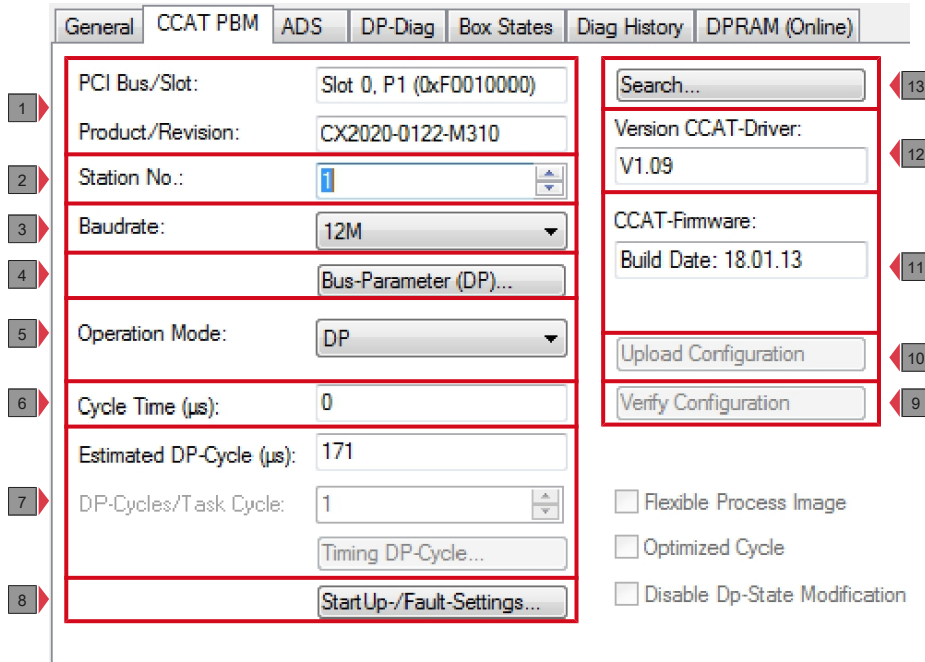 General CCAT PBM ADS DP-Diag Box States Diag History DPRAM (Online)
1
PCI Bus/Slot: Slot 0, P1 (0xF0010000)
Product/Revision: CX2020-0122-M310
2
Station No.: 1
3
Baudrate: 12M
4
Bus-Parameter (DP)...
5
Operation Mode: DP
6
Cycle Time (µs): 0
7
Estimated DP-Cycle (µs): 171
DP-Cycles/Task Cycle: 1
Timing DP-Cycle...
8
StartUp-/Fault-Settings...
Search...
13
Version CCAT-Driver:
V1.09
12
CCAT-Firmware:
Build Date: 18.01.13
11
Upload Configuration
10
Verify Configuration
9
Flexible Process Image
Optimized Cycle
Disable Dp-State Modification